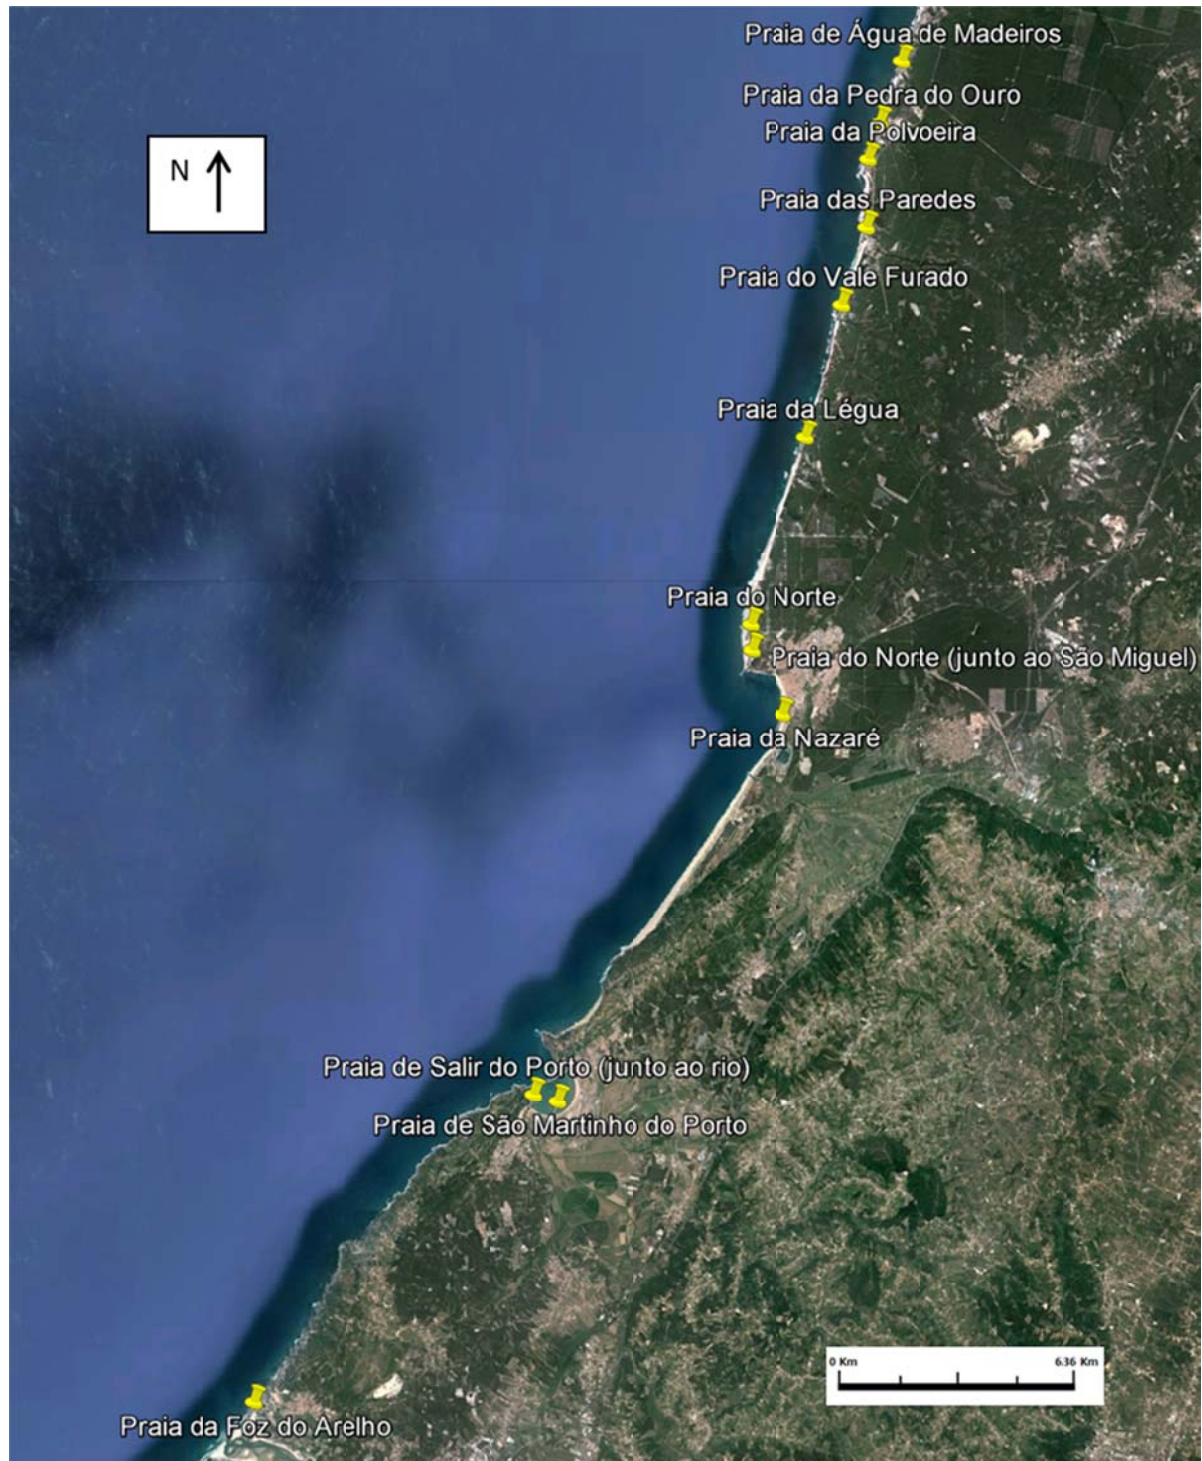 Praia de Água de Madeiros
Praia da Pedra do Ouro
N
Praia da Polvoeira
Praia das Paredes
Praia do Vale Furado
Praia da Légua
Praia do Norte
Praia do Norte (junto ao São Miguel)
Praia da Nazaré
Praia de Salir do Porto (junto ao rio)
Praia de São Martinho do Porto
0 Km 6.36 Km
Praia da Foz do Arelho